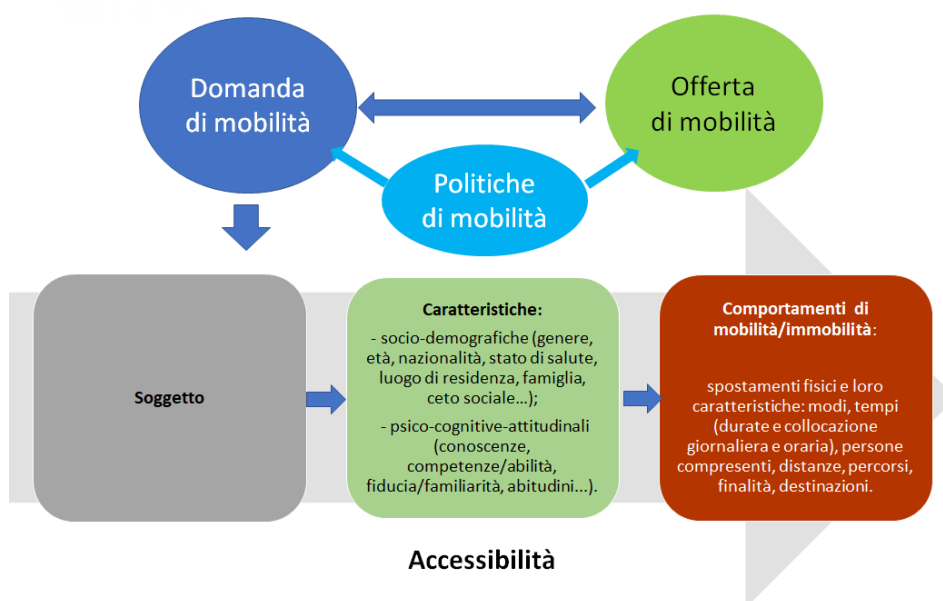 Domanda
di mobilità
Offerta
di mobilità
Politiche
di mobilità
Soggetto
Caratteristiche:
- socio-demografiche (genere,
età, nazionalità, stato di salute,
luogo di residenza, famiglia,
ceto sociale...);
- psico-cognitive-attitudinali
(conoscenze,
competenze/abilità,
fiducia/familiarità, abitudini...).
Comportamenti di
mobilità/immobilità:
spostamenti fisici e loro
caratteristiche: modi, tempi
(durate e collocazione
giornaliera e oraria), persone
compresenti, distanze, percorsi,
finalità, destinazioni.
Accessibilità